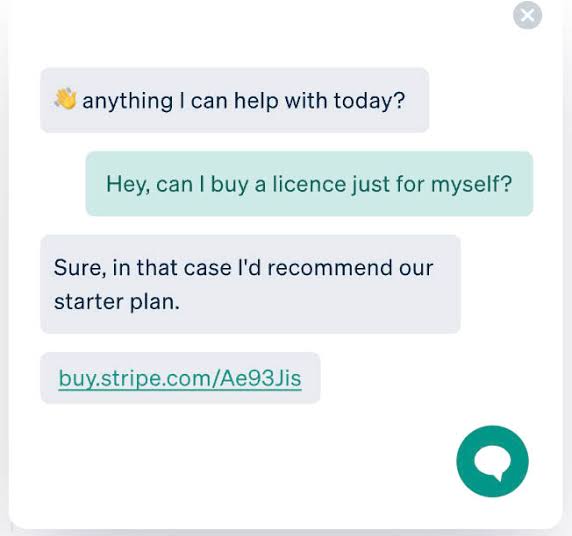 👋 anything I can help with today?
Hey, can I buy a licence just for myself?
Sure, in that case I'd recommend our
starter plan.
buy.stripe.com/Ae93Jis